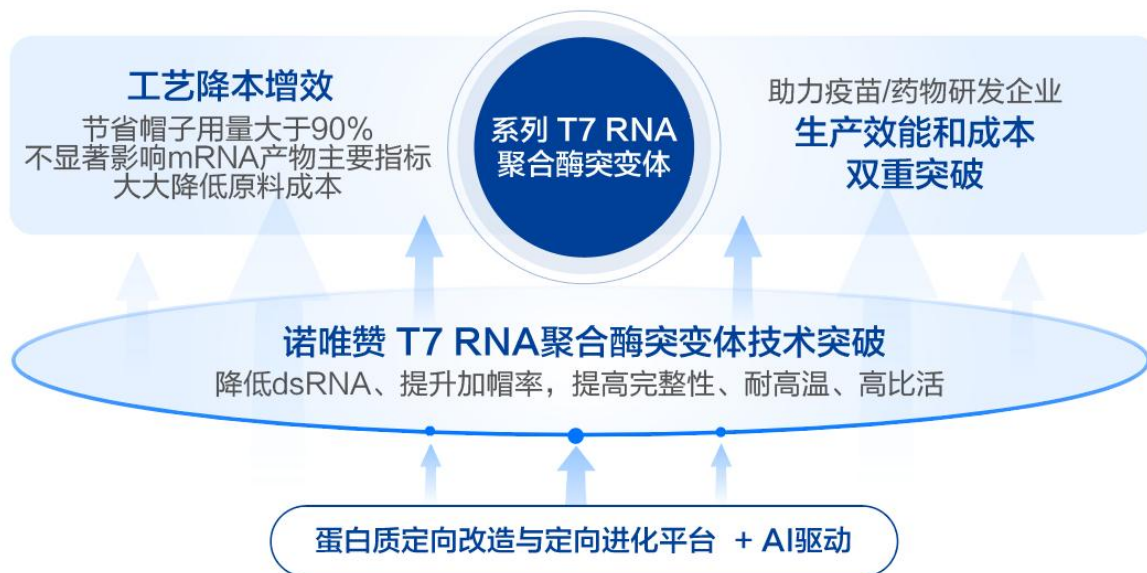 工艺降本增效
节省帽子用量大于90%
不显著影响mRNA产物主要指标
大大降低原料成本
系列 T7 RNA
聚合酶突变体
助力疫苗/药物研发企业
生产效能和成本
双重突破
诺唯赞 T7 RNA聚合酶突变体技术突破
降低dsRNA、提升加帽率，提高完整性、耐高温、高比活
蛋白质定向改造与定向进化平台 + AI驱动